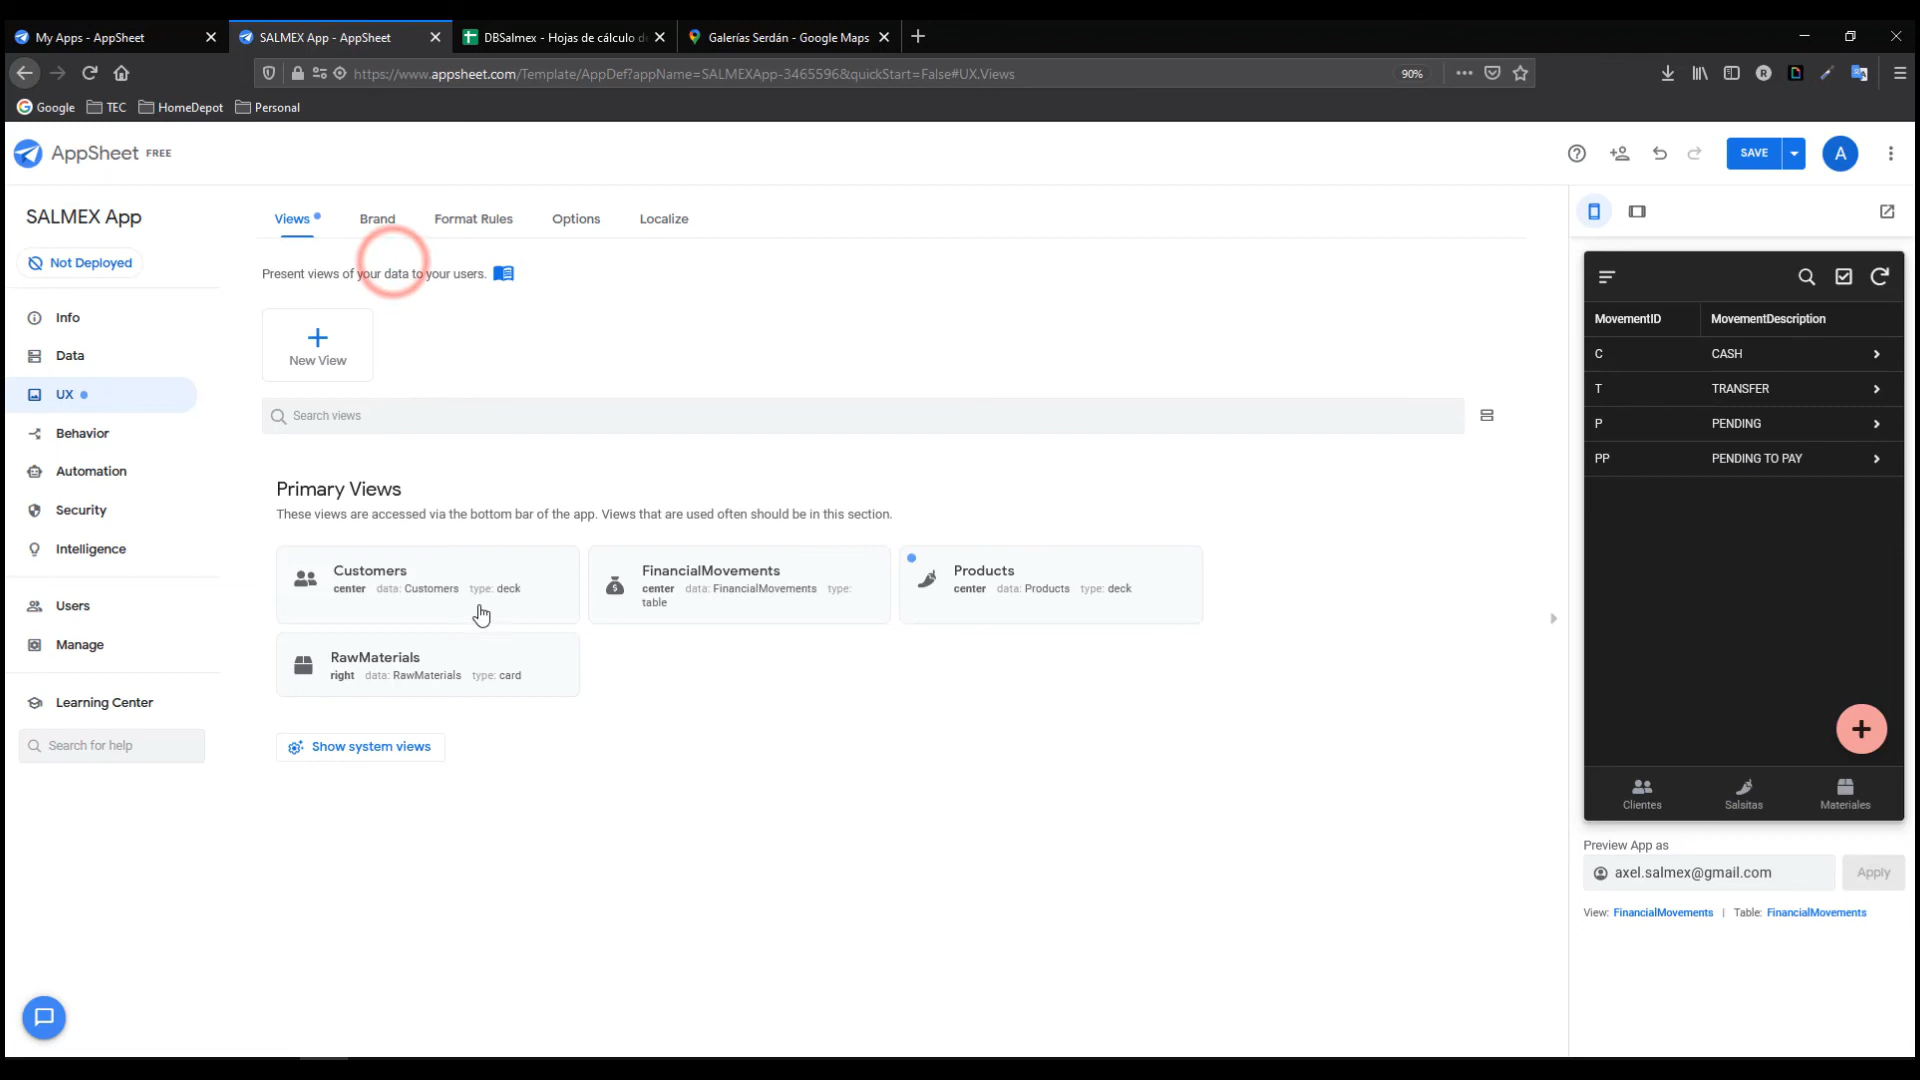 My Apps - AppSheet
SALMEX App - AppSheet
DBSalmex - Hojas de cálculo d
Galerías Serdán - Google Maps
https://www.appsheet.com/Template/AppDef?appName=SALMEXApp-3465596&quickStart=False#UX.Views
90%
Google
TEC
HomeDepot
Personal
AppSheet FREE
SAVE
A
SALMEX App
Not Deployed
Info
Data
UX
Behavior
Automation
Security
Intelligence
Users
Manage
Learning Center
Search for help
Views
Brand
Format Rules
Options
Localize
Present views of your data to your users.
New View
Search views
Primary Views
These views are accessed via the bottom bar of the app. Views that are used often should be in this section.
Customers
center data: Customers type: deck
FinancialMovements
center data: FinancialMovements type:
table
Products
center data: Products type: deck
RawMaterials
right data: RawMaterials type: card
Show system views
MovementID MovementDescription
C CASH
T TRANSFER
P PENDING
PP PENDING TO PAY
Clientes
Salsitas
Materiales
Preview App as
axel.salmex@gmail.com
Apply
View: FinancialMovements | Table: FinancialMovements